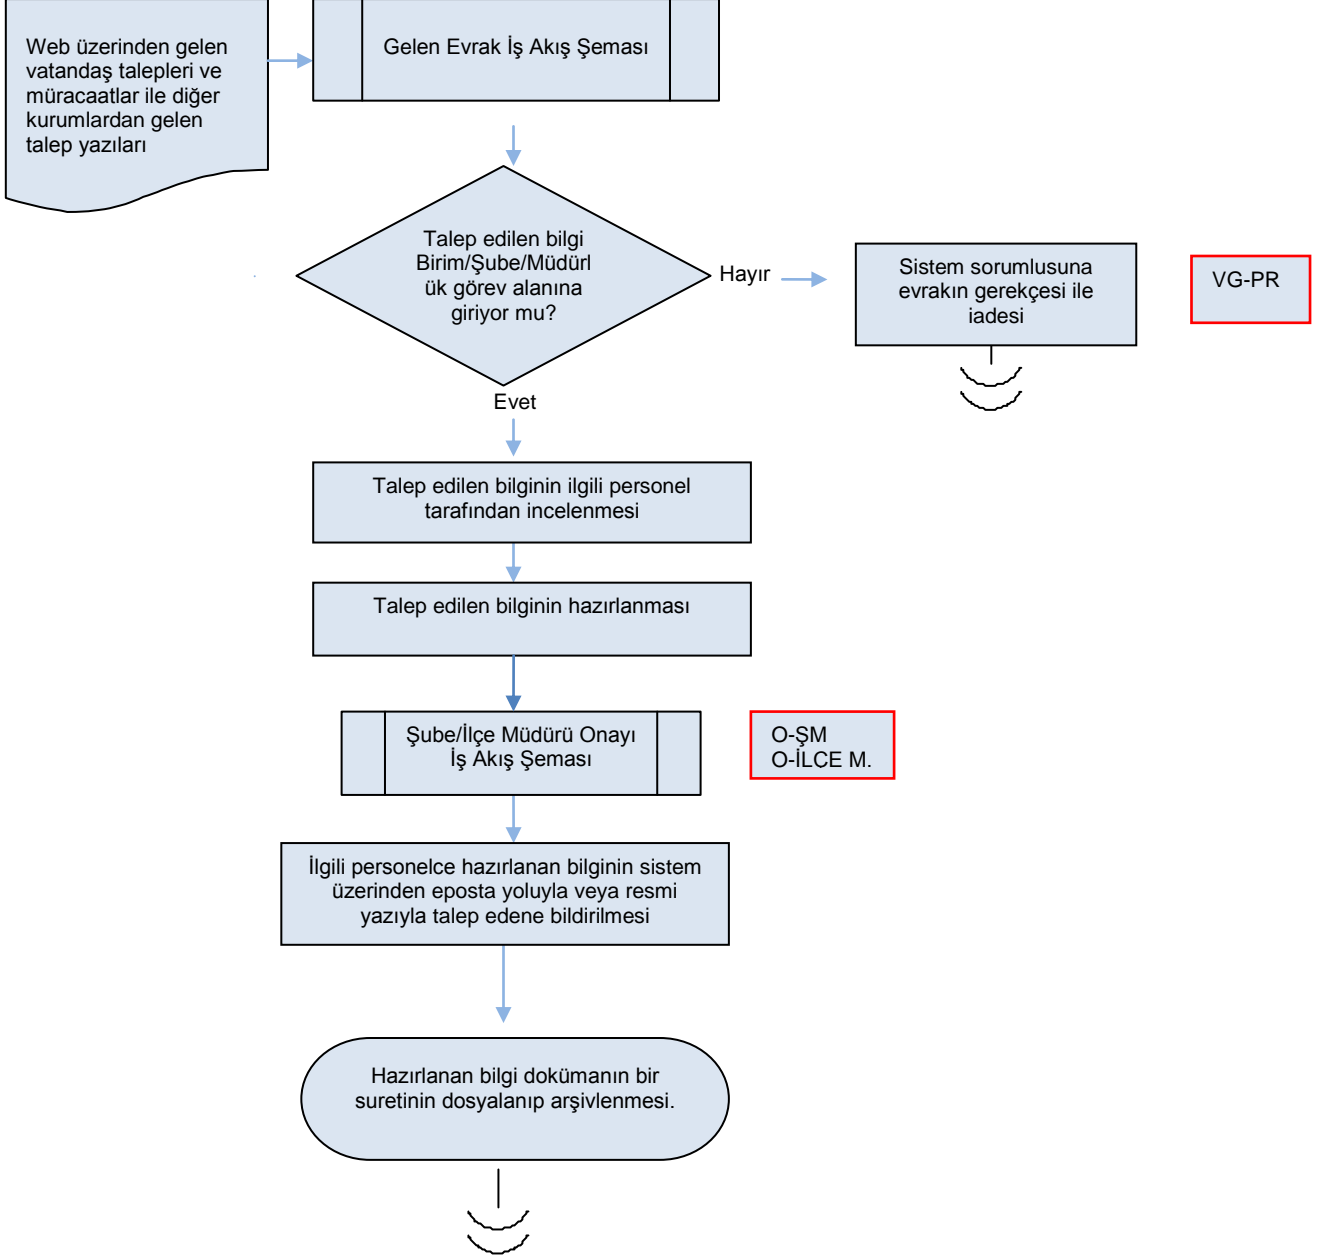 Web üzerinden gelen
vatandaş talepleri ve
müracaatlar ile diğer
kurumlardan gelen
talep yazıları
Gelen Evrak İş Akış Şeması
Talep edilen bilgi
Birim/Şube/Müdürl
ük görev alanına
giriyor mu?
Hayır
Sistem sorumlusuna
evrakın gerekçesi ile
iadesi
VG-PR
Evet
Talep edilen bilginin ilgili personel
tarafından incelenmesi
Talep edilen bilginin hazırlanması
Şube/İlçe Müdürü Onayı
İş Akış Şeması
O-ŞM
O-İLCE M.
İlgili personelce hazırlanan bilginin sistem
üzerinden eposta yoluyla veya resmi
yazıyla talep edene bildirilmesi
Hazırlanan bilgi dokümanın bir
suretinin dosyalanıp arşivlenmesi.